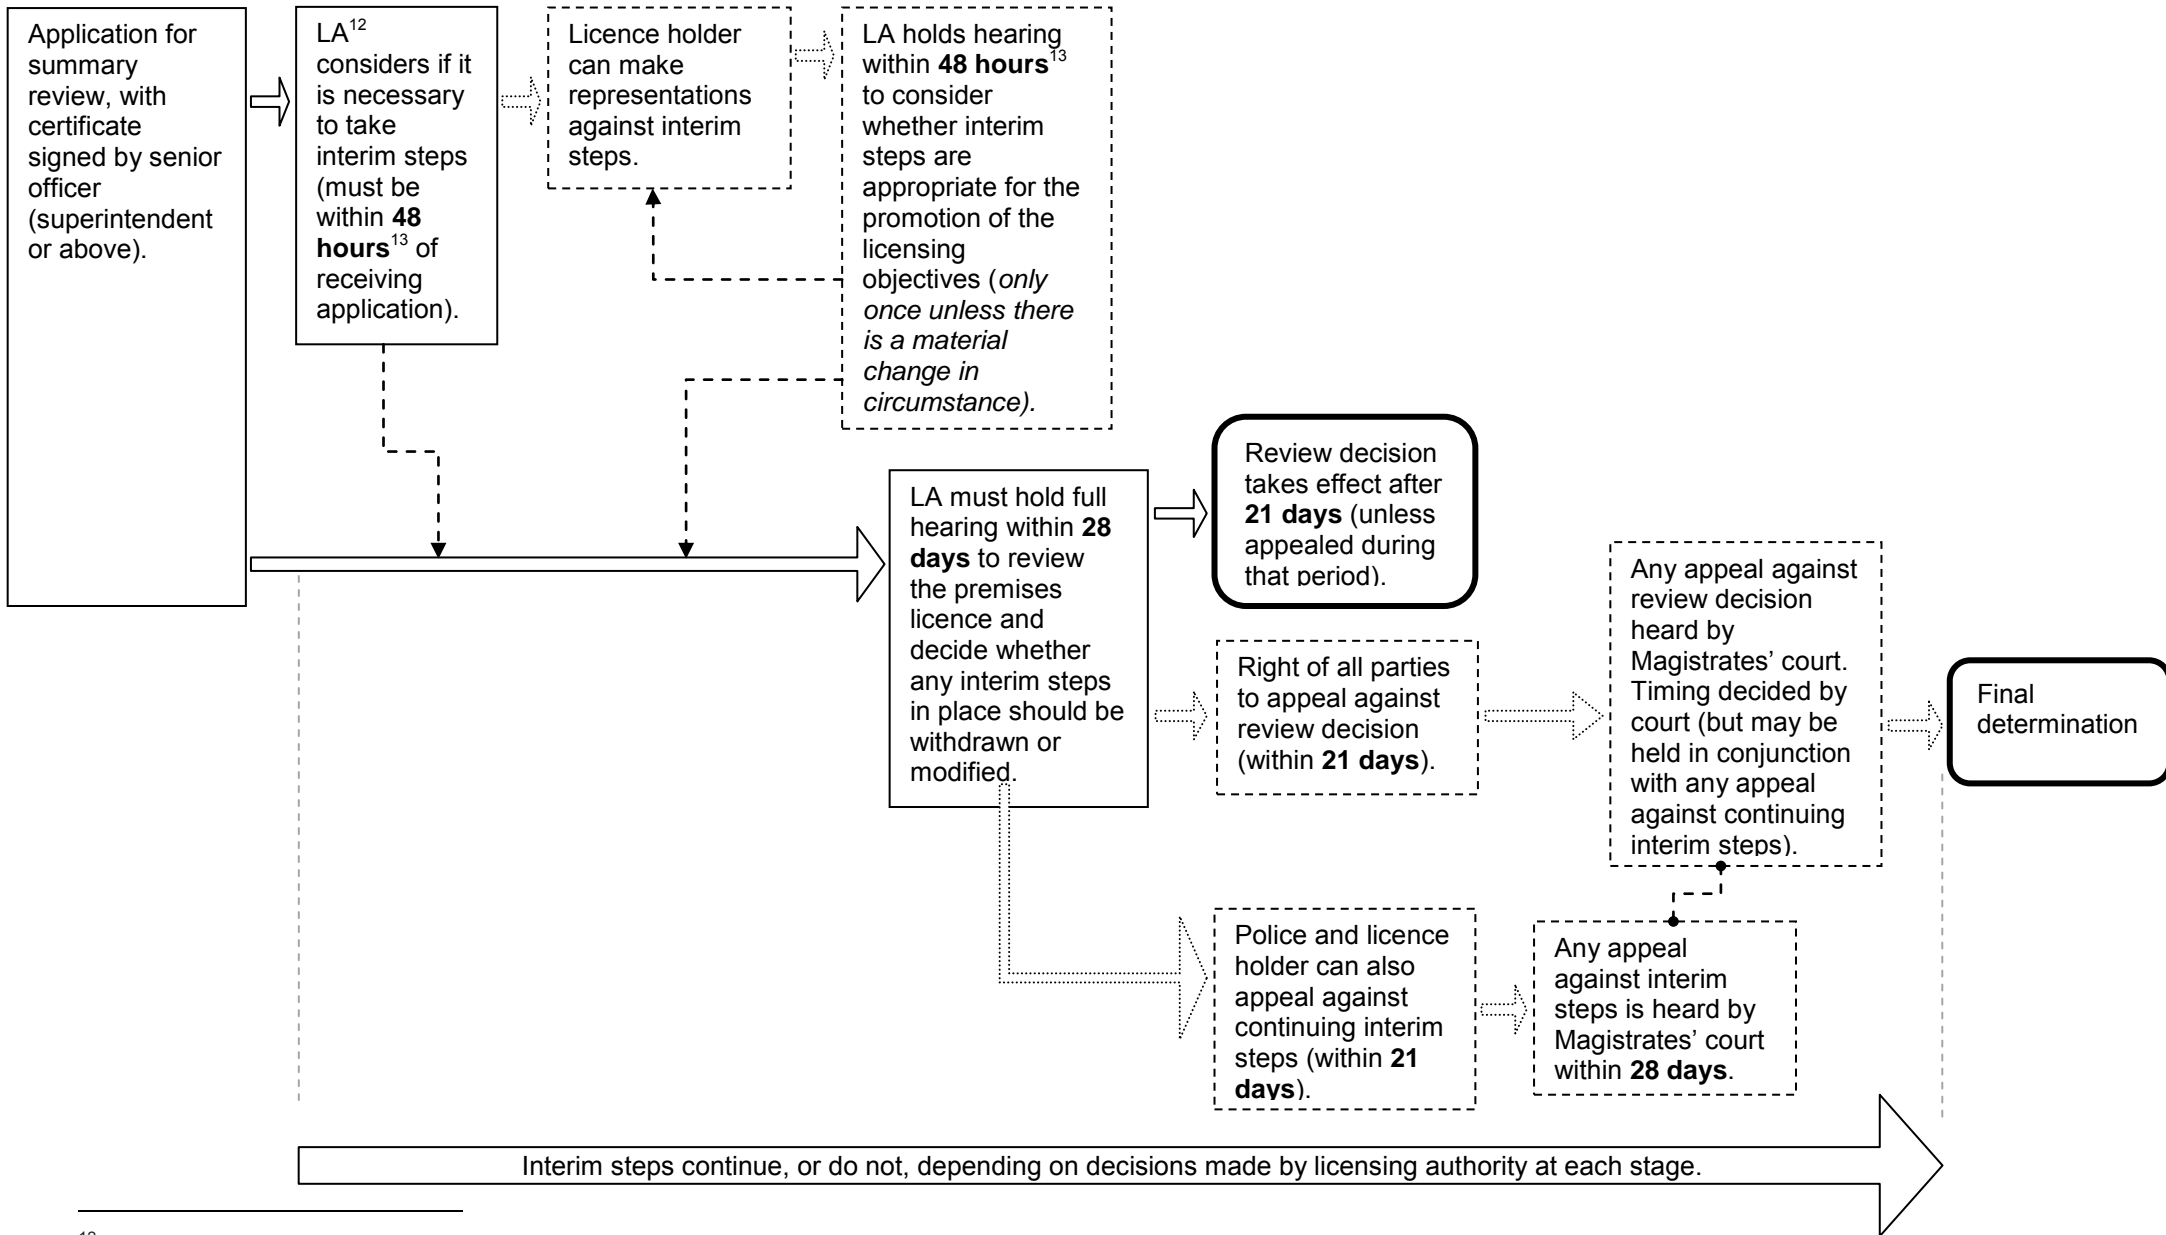 Application for
summary
review, with
certificate
signed by senior
officer
(superintendent
or above).
LA12
considers if it
is necessary
to take
interim steps
(must be
within 48
hours13 of
receiving
application).
Licence holder
can make
representations
against interim
steps.
LA holds hearing
within 48 hours13
to consider
whether interim
steps are
appropriate for the
promotion of the
licensing
objectives (only
once unless there
is a material
change in
circumstance).
LA must hold full
hearing within 28
days to review
the premises
licence and
decide whether
any interim steps
in place should be
withdrawn or
modified.
Review decision
takes effect after
21 days (unless
appealed during
that period).
Right of all parties
to appeal against
review decision
(within 21 days).
Any appeal against
review decision
heard by
Magistrates’ court.
Timing decided by
court (but may be
held in conjunction
with any appeal
against continuing
interim steps).
Final
determination
Police and licence
holder can also
appeal against
continuing interim
steps (within 21
days).
Any appeal
against interim
steps is heard by
Magistrates’ court
within 28 days.
Interim steps continue, or do not, depending on decisions made by licensing authority at each stage.